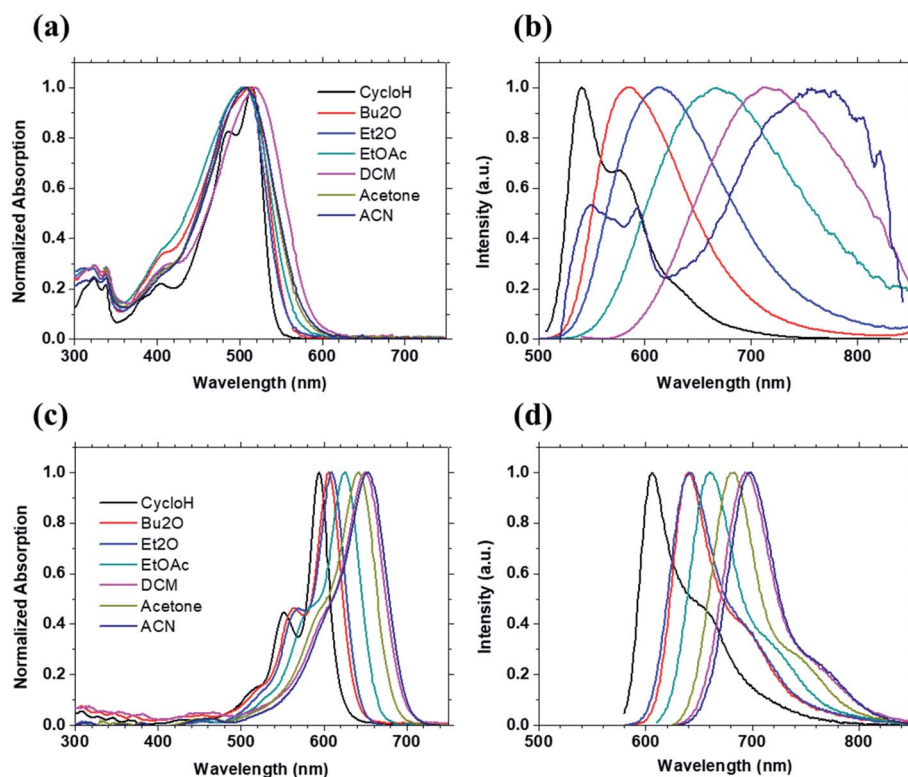 (a)
Normalized Absorption
1.0
0.8
0.6
0.4
0.2
0.0
CycloH
Bu2O
Et2O
EtOAc
DCM
Acetone
ACN
300 400 500 600 700
Wavelength (nm)
(b)
Intensity (a.u.)
1.0
0.8
0.6
0.4
0.2
0.0
500 600 700 800
Wavelength (nm)
(c)
Normalized Absorption
1.0
0.8
0.6
0.4
0.2
0.0
CycloH
Bu2O
Et2O
EtOAc
DCM
Acetone
ACN
300 400 500 600 700
Wavelength (nm)
(d)
Intensity (a.u.)
1.0
0.8
0.6
0.4
0.2
0.0
500 600 700 800
Wavelength (nm)